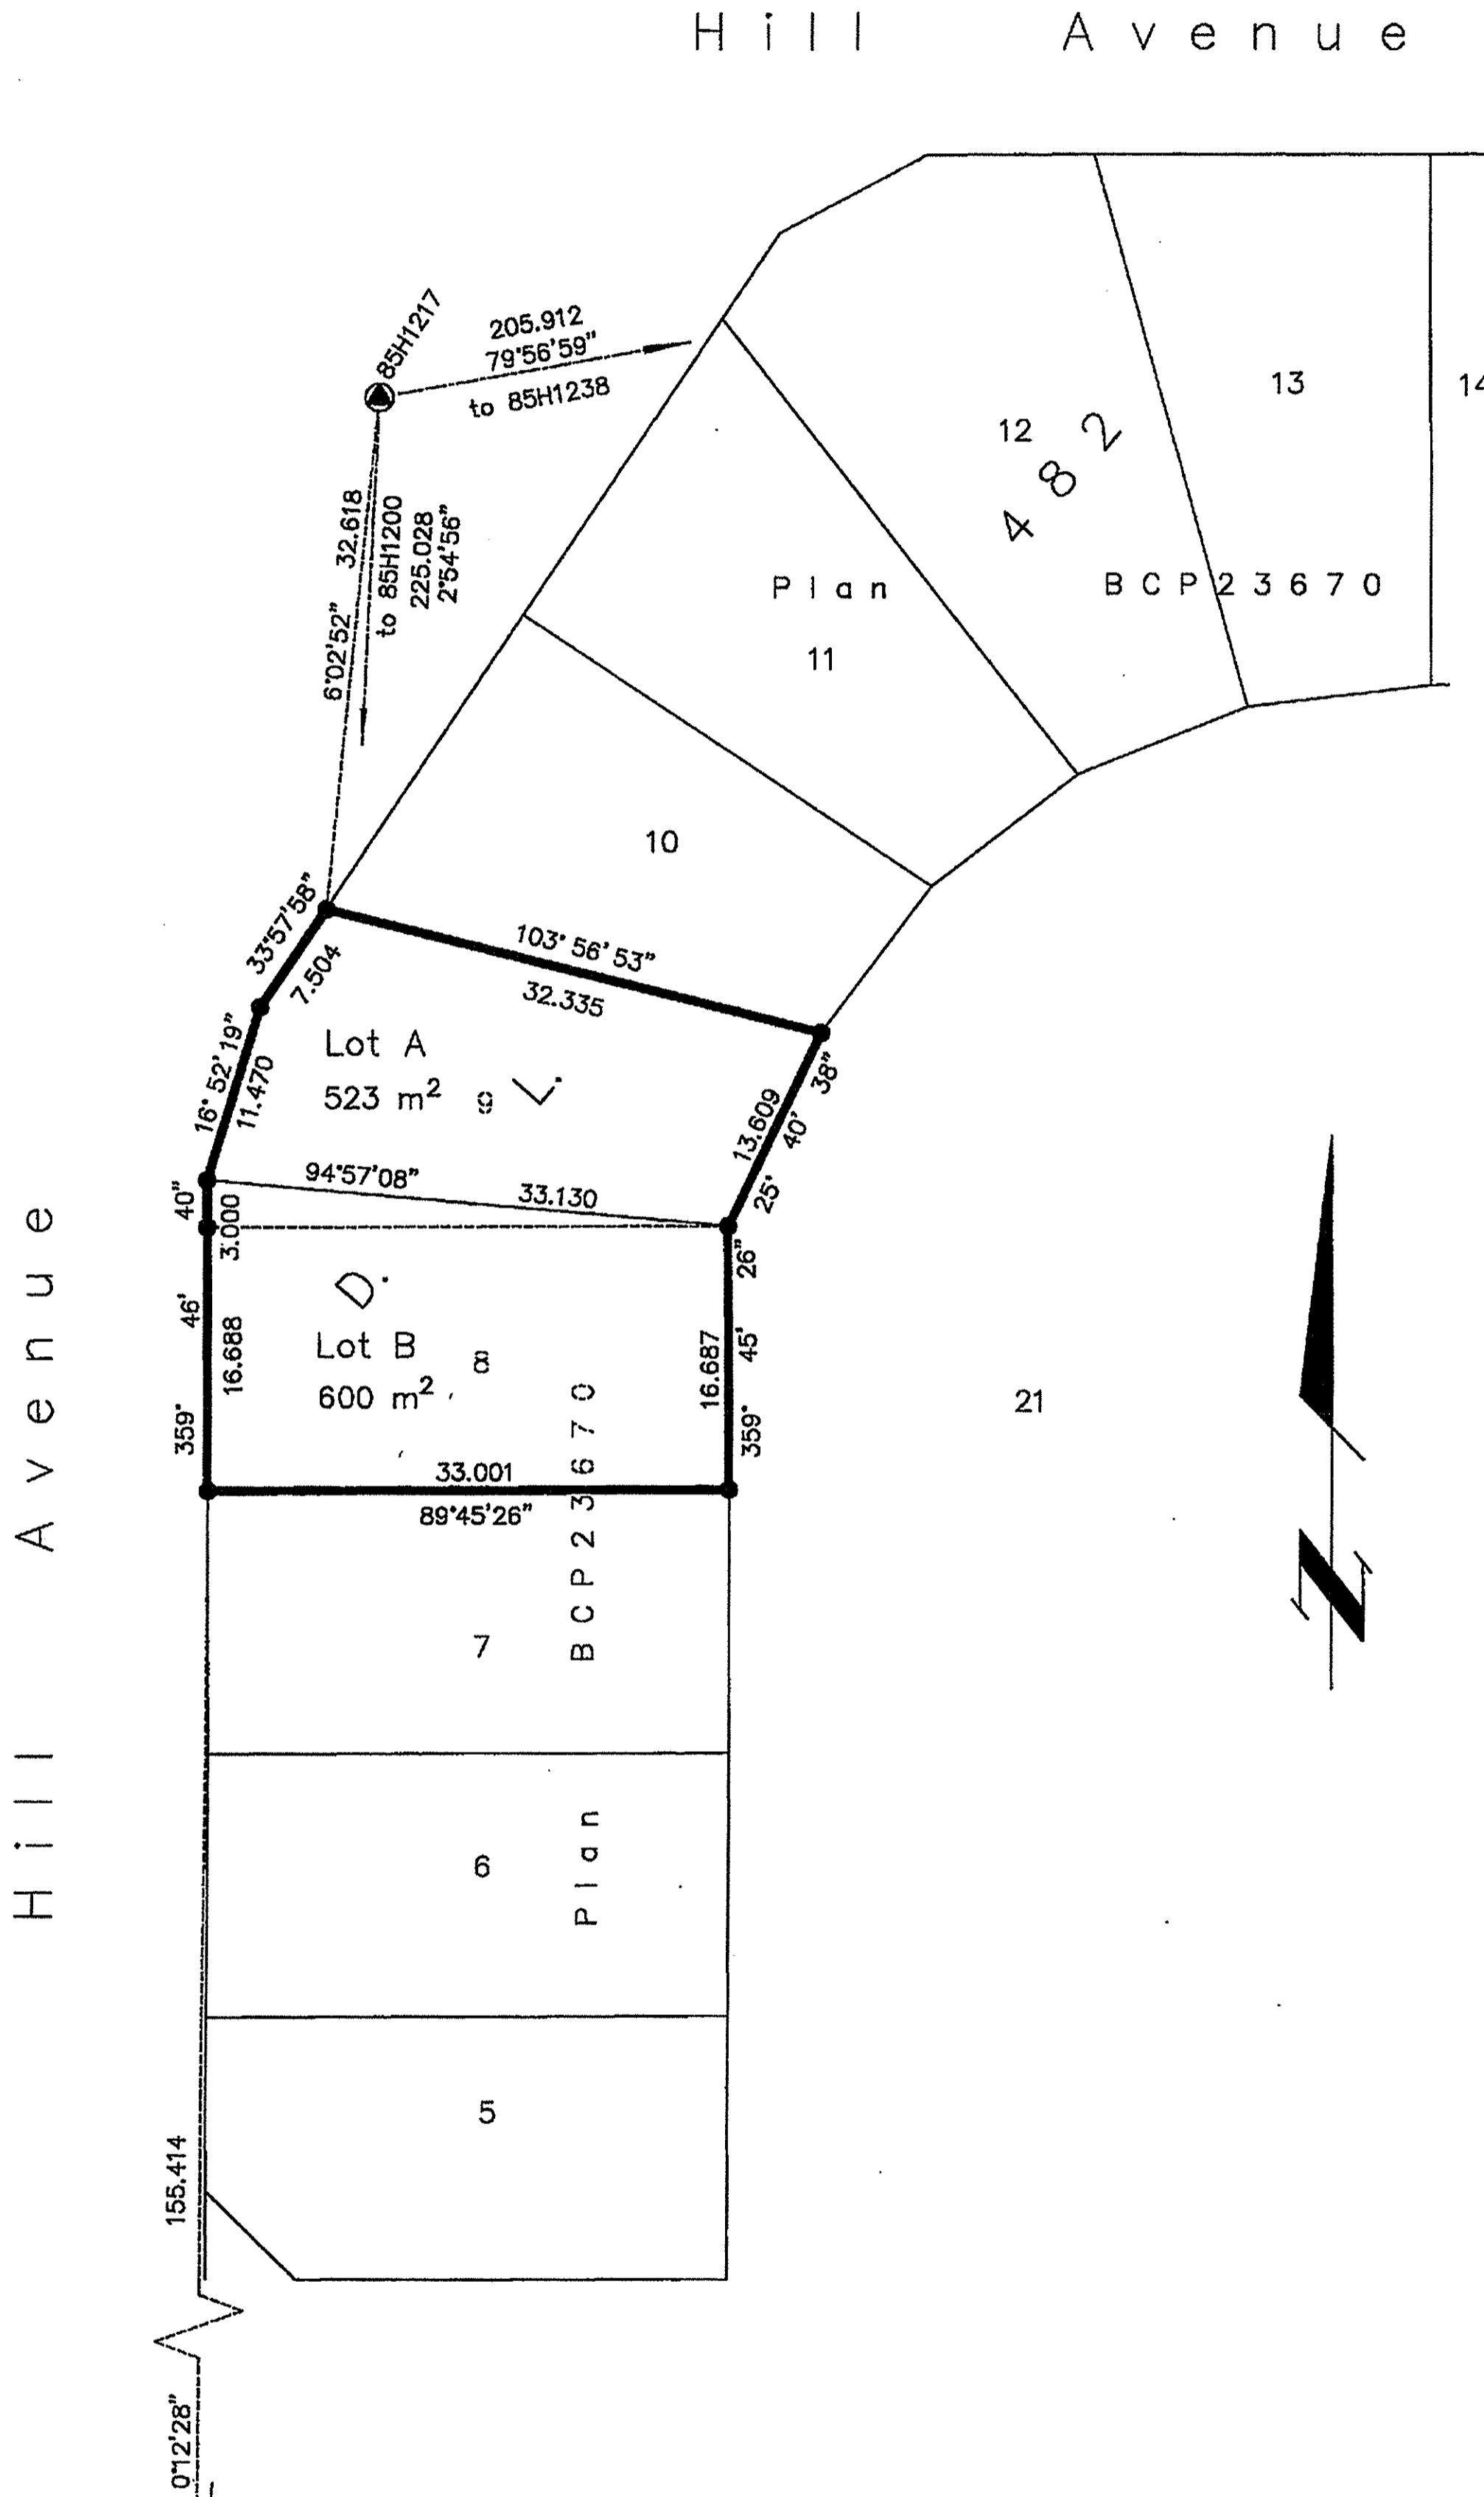 Hill Avenue
85H1217
205.912
79°56'59"
to 85H1238
13
14
12
482
32.618
6°02'52"
to 85H1200
225.028
2°54'56"
Plan
BCP23670
11
10
33°57'58"
7.504
103°56'53"
32.335
16°52'19"
11.470
Lot A
523 m²
9
L.
13.609
25° 40' 38"
94°57'08"
33.130
3.000
359° 46' 40"
16.688
D.
Lot B
600 m²
8
16.687
359° 45' 26"
21
33.001
89°45'26"
Plan BCP23670
Hill Avenue
7
N
6
5
155.414
0°12'28"